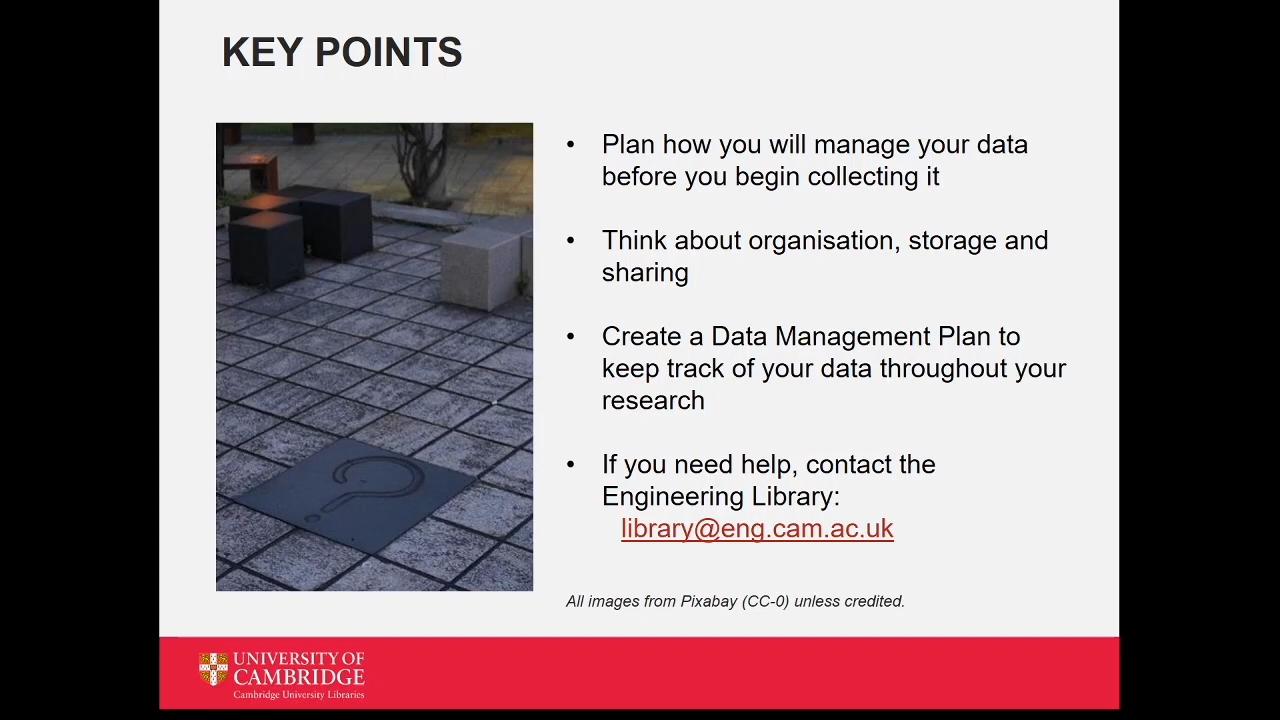 KEY POINTS
• Plan how you will manage your data
before you begin collecting it
• Think about organisation, storage and
sharing
• Create a Data Management Plan to
keep track of your data throughout your
research
• If you need help, contact the
Engineering Library:
library@eng.cam.ac.uk
?
All images from Pixabay (CC-0) unless credited.
UNIVERSITY OF
CAMBRIDGE
Cambridge University Libraries